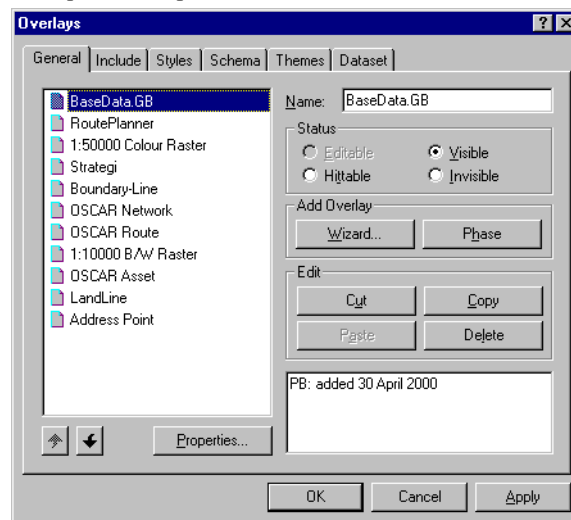 Overlays
General Include Styles Schema Themes Dataset
BaseData.GB
RoutePlanner
1:50000 Colour Raster
Strategi
Boundary-Line
OSCAR Network
OSCAR Route
1:10000 B/W Raster
OSCAR Asset
LandLine
Address Point
Properties...
Name: BaseData.GB
Status
Editable Visible
Hittable Invisible
Add Overlay
Wizard... Phase
Edit
Cut Copy
Paste Delete
PB: added 30 April 2000
OK Cancel Apply